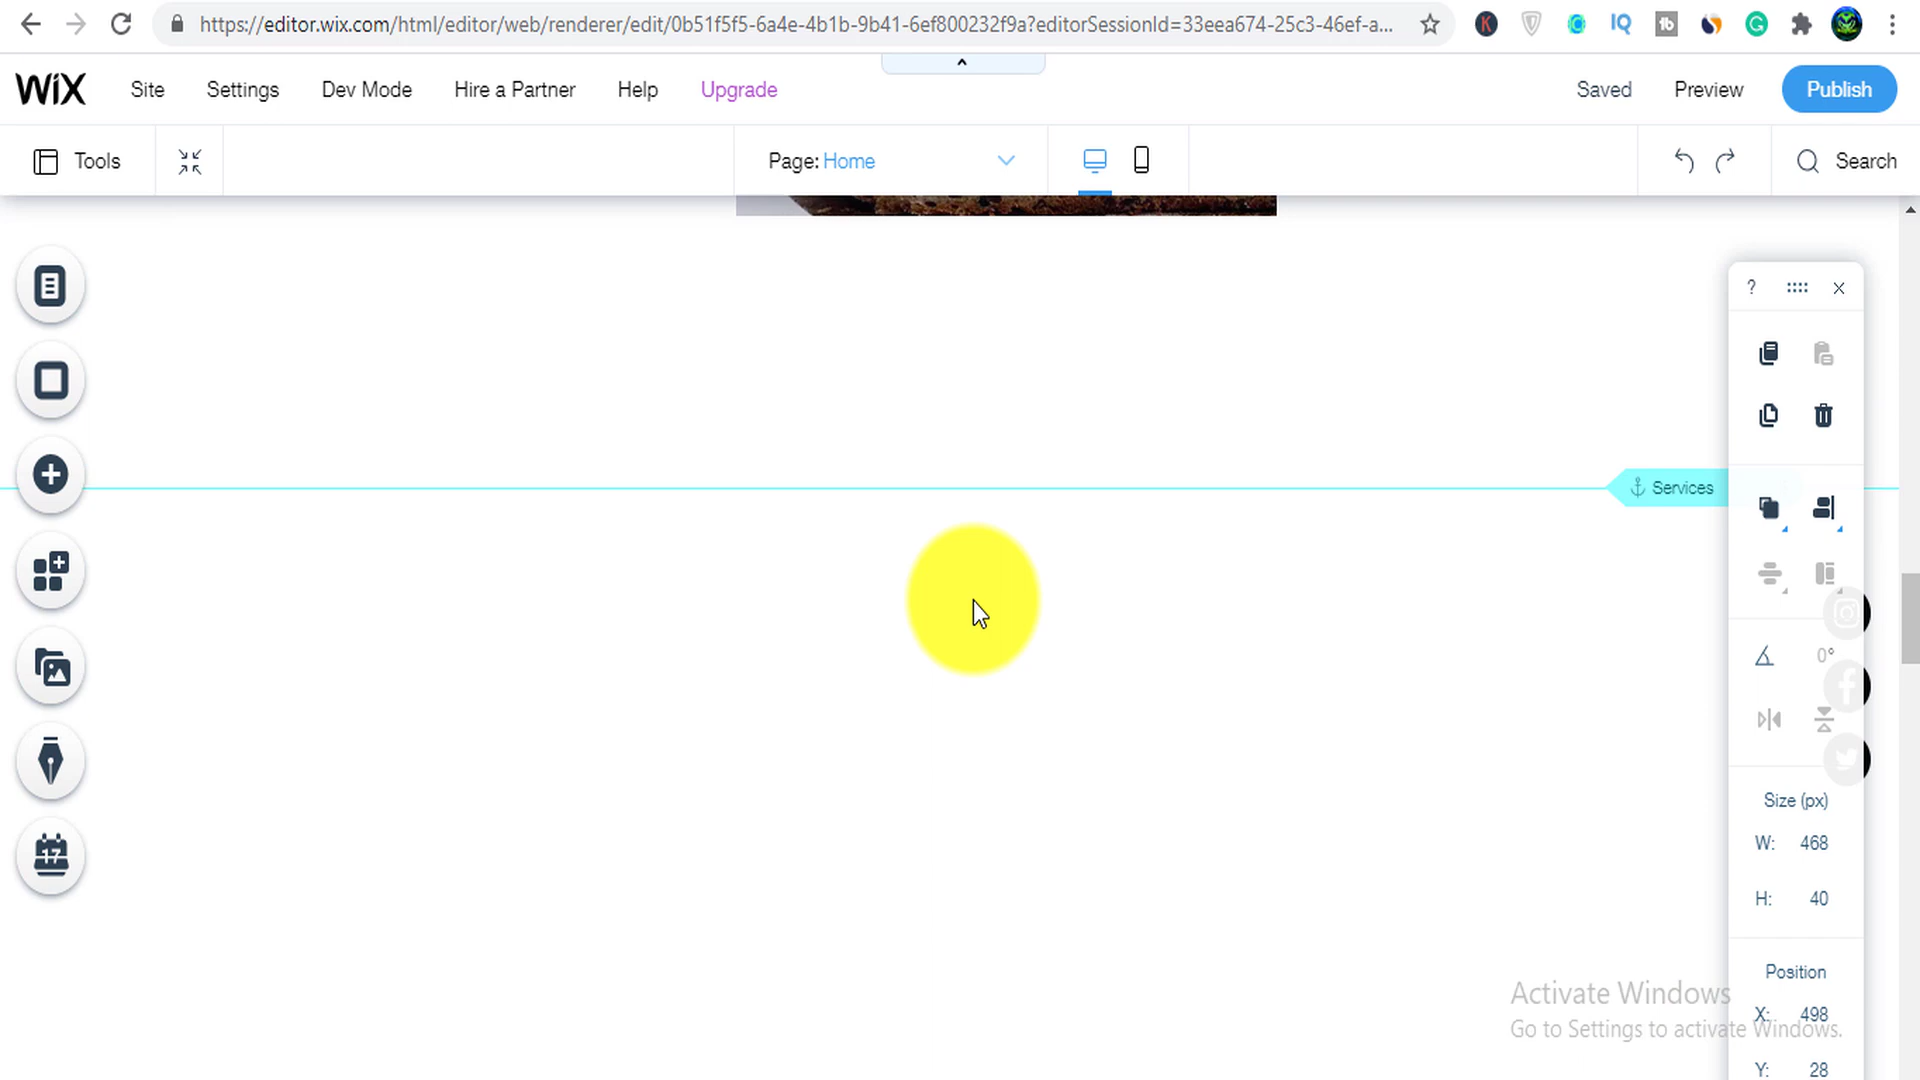 https://editor.wix.com/html/editor/web/renderer/edit/0b51f5f5-6a4e-4b1b-9b41-6ef800232f9a?editorSessionId=33eea674-25c3-46ef-a...
WiX Site Settings Dev Mode Hire a Partner Help Upgrade Saved Preview Publish
Tools Page: Home Search
?
Services
0°
Size (px)
W: 468
H: 40
Position
X: 498
Y: 28
17
Activate Windows
Go to Settings to activate Windows.